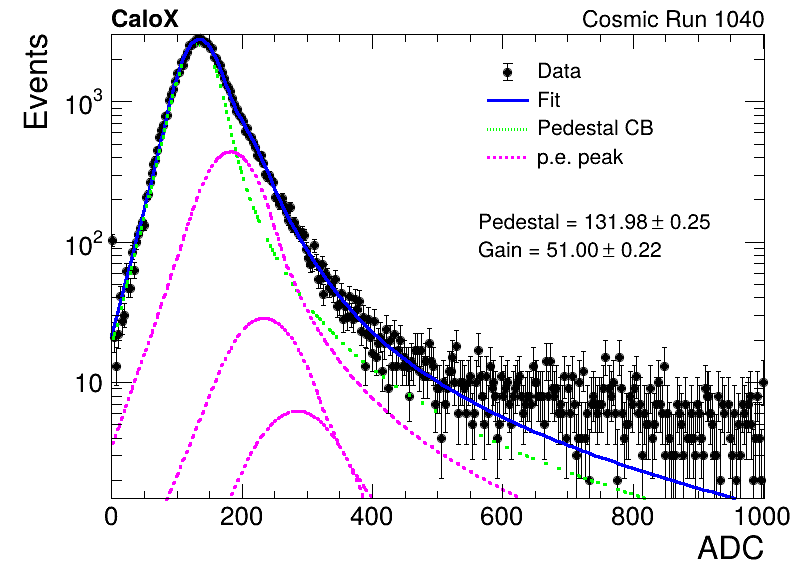 CaloX Cosmic Run 1040
Events
Data
Fit
Pedestal CB
p.e. peak
Pedestal = 131.98 ± 0.25
Gain = 51.00 ± 0.22
10³
10²
10
0 200 400 600 800 1000
ADC